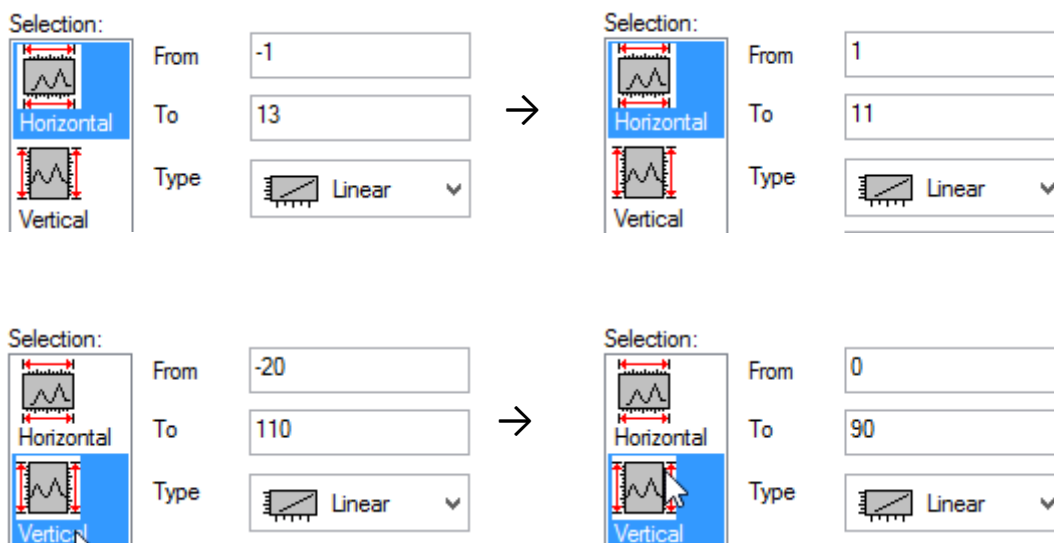 Selection:
From -1
To 13
Horizontal
Type Linear
Vertical
→
Selection:
From 1
To 11
Horizontal
Type Linear
Vertical
Selection:
From -20
To 110
Horizontal
Type Linear
Vertical
→
Selection:
From 0
To 90
Horizontal
Type Linear
Vertical